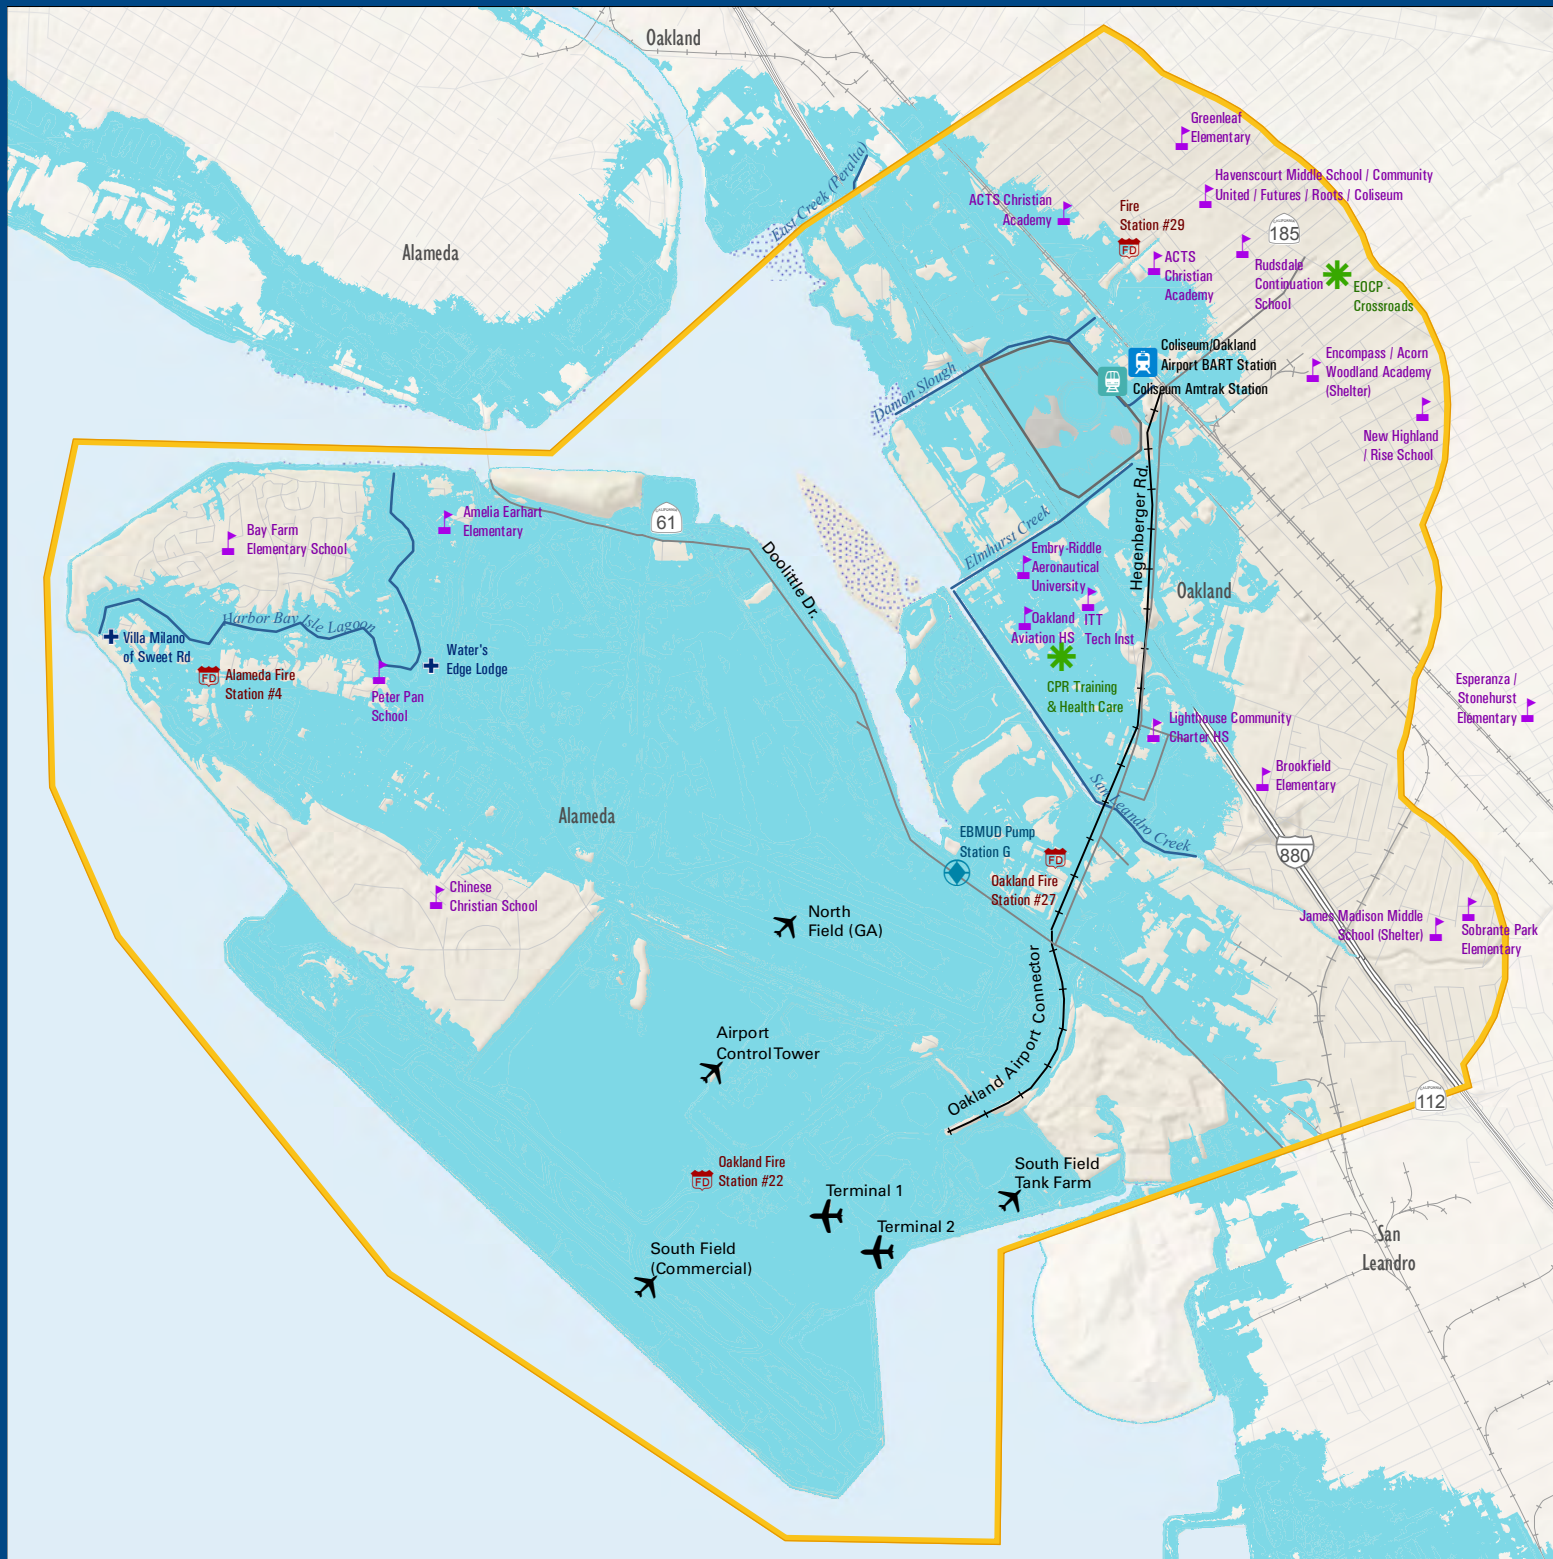 Oakland
Greenleaf
Elementary
Havenscourt Middle School / Community
United / Futures / Roots / Coliseum
East Creek (Peralta)
ACTS Christian
Academy
Fire
Station #29
FD
CALIFORNIA
185
Alameda
ACTS
Christian
Academy
Rudsdale
Continuation
School
EOCP -
Crossroads
Coliseum/Oakland
Airport BART Station
Coliseum Amtrak Station
Encompass / Acorn
Woodland Academy
(Shelter)
Damon Slough
New Highland
/ Rise School
Hegenberger Rd.
Amelia Earhart
Elementary
CALIFORNIA
61
Bay Farm
Elementary School
Doolittle Dr.
Elmhurst Creek
Embry-Riddle
Aeronautical
University
Oakland
Oakland
Aviation HS
ITT
Tech Inst
Harbor Bay Isle Lagoon
Villa Milano
of Sweet Rd
Water's
Edge Lodge
FD
Alameda Fire
Station #4
Peter Pan
School
CPR Training
& Health Care
Esperanza /
Stonehurst
Elementary
Lighthouse Community
Charter HS
Brookfield
Elementary
San Leandro Creek
Alameda
EBMUD Pump
Station G
FD
Oakland Fire
Station #27
880
Chinese
Christian School
North
Field (GA)
James Madison Middle
School (Shelter)
Sobrante Park
Elementary
Oakland Airport Connector
Airport
Control Tower
CALIFORNIA
112
FD
Oakland Fire
Station #22
South Field
Tank Farm
Terminal 1
Terminal 2
South Field
(Commercial)
San
Leandro